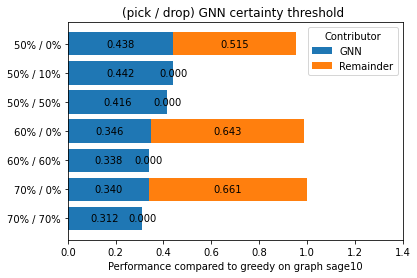 (pick / drop) GNN certainty threshold
Contributor
GNN
Remainder
50% / 0% 0.438 0.515
50% / 10% 0.442 0.000
50% / 50% 0.416 0.000
60% / 0% 0.346 0.643
60% / 60% 0.338 0.000
70% / 0% 0.340 0.661
70% / 70% 0.312 0.000
0.0 0.2 0.4 0.6 0.8 1.0 1.2 1.4
Performance compared to greedy on graph sage10